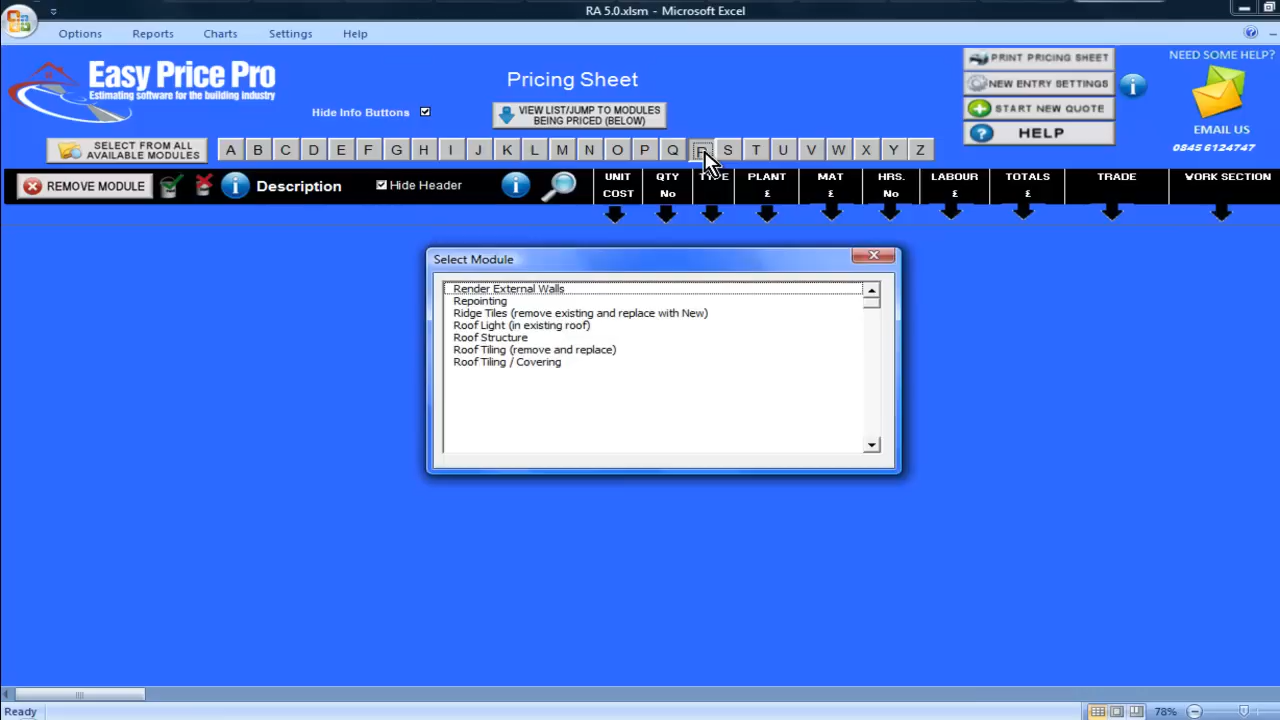 RA 5.0.xlsm - Microsoft Excel
Options Reports Charts Settings Help
Easy Price Pro
Estimating software for the building industry
Pricing Sheet
Hide Info Buttons
VIEW LIST/JUMP TO MODULES
BEING PRICED (BELOW)
PRINT PRICING SHEET
NEW ENTRY SETTINGS
START NEW QUOTE
HELP
NEED SOME HELP?
EMAIL US
0845 6124747
SELECT FROM ALL
AVAILABLE MODULES
A B C D E F G H I J K L M N O P Q R S T U V W X Y Z
REMOVE MODULE
Description
Hide Header
UNIT
COST
QTY
No
TYPE
PLANT
£
MAT
£
HRS.
No
LABOUR
£
TOTALS
£
TRADE
WORK SECTION
Select Module
Render External Walls
Repointing
Ridge Tiles (remove existing and replace with New)
Roof Light (in existing roof)
Roof Structure
Roof Tiling (remove and replace)
Roof Tiling / Covering
Ready
78%